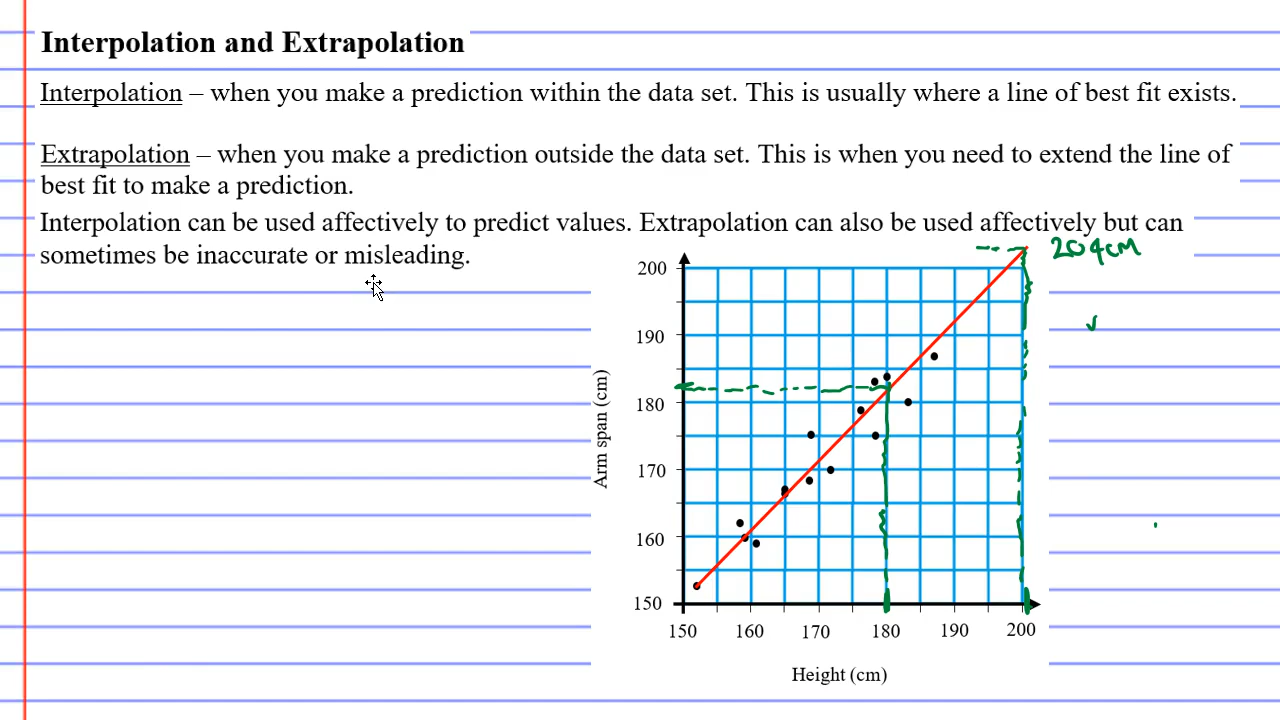 Interpolation and Extrapolation
Interpolation – when you make a prediction within the data set. This is usually where a line of best fit exists.
Extrapolation – when you make a prediction outside the data set. This is when you need to extend the line of
best fit to make a prediction.
Interpolation can be used affectively to predict values. Extrapolation can also be used affectively but can
sometimes be inaccurate or misleading.
204cm
200
190
180
170
160
150
Arm span (cm)
150 160 170 180 190 200
Height (cm)